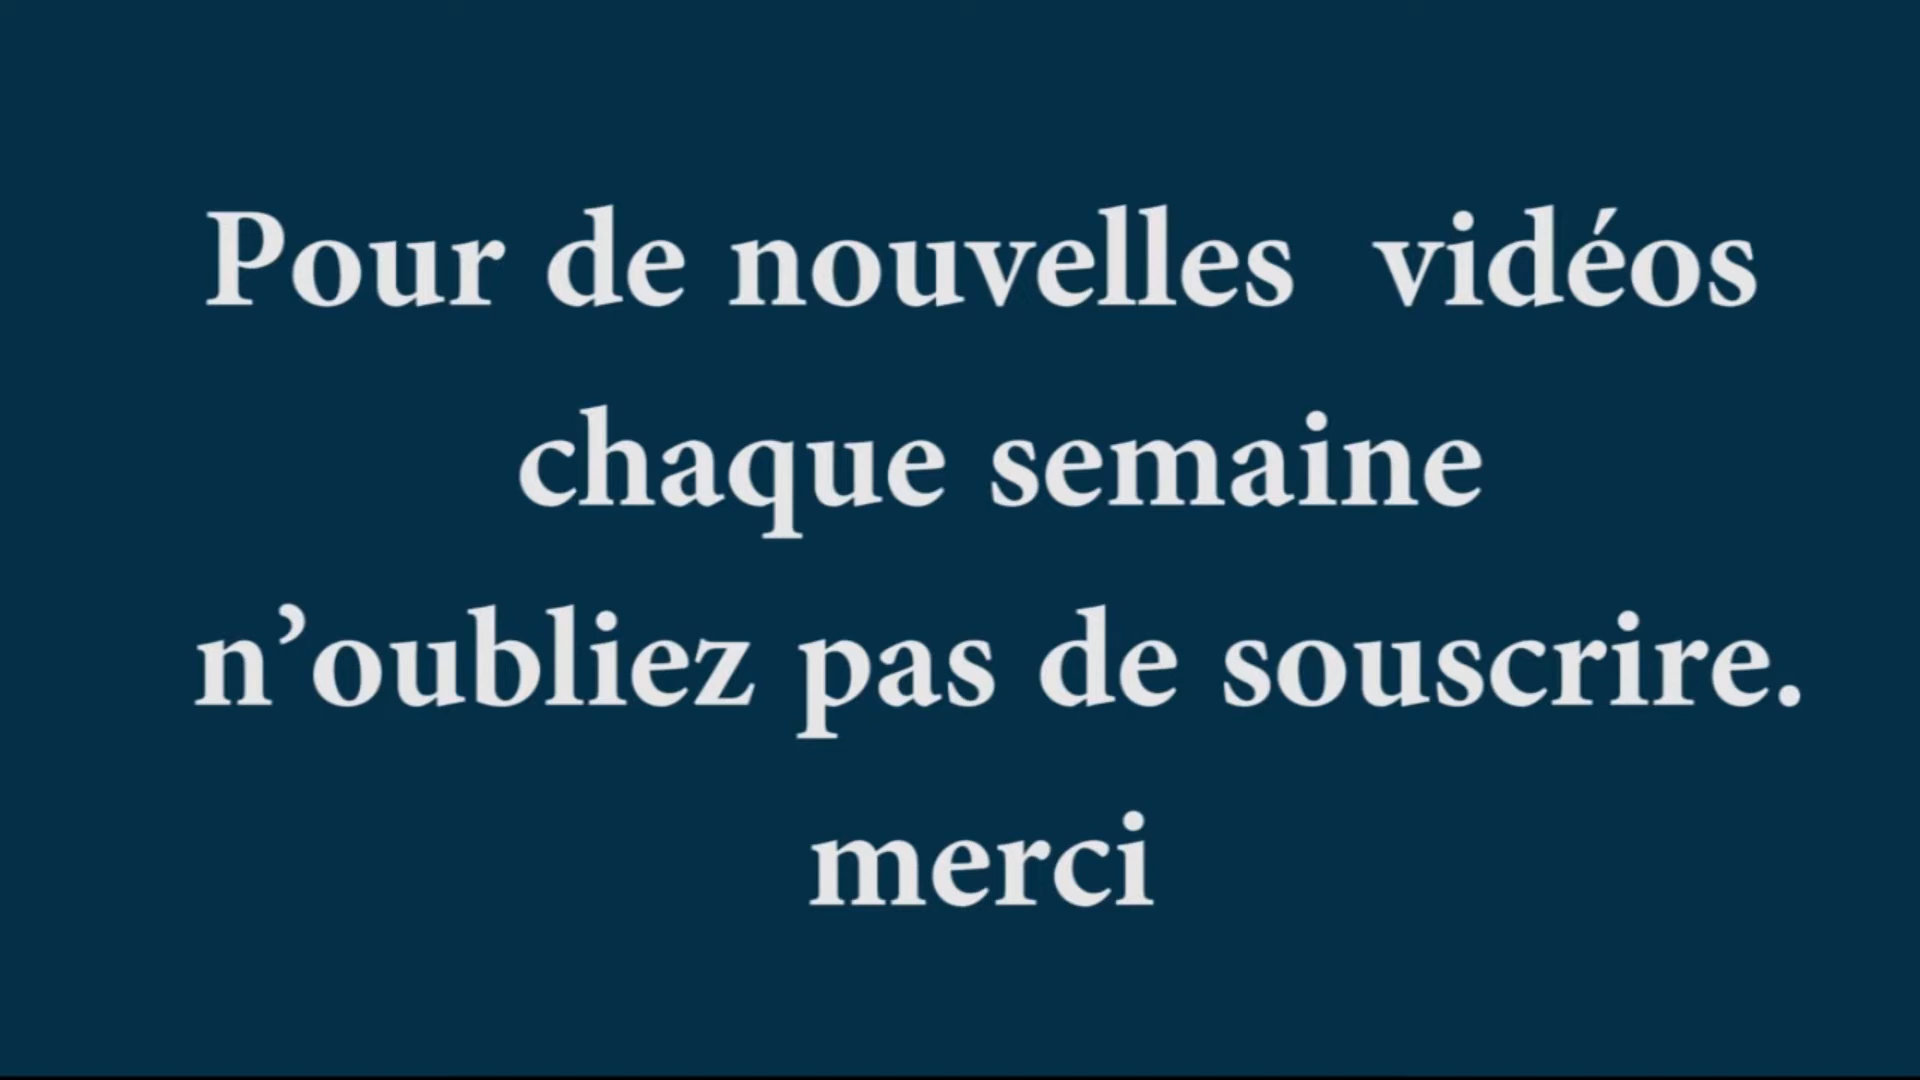 Pour de nouvelles  vidéos
chaque semaine
n’oubliez pas de souscrire.
merci